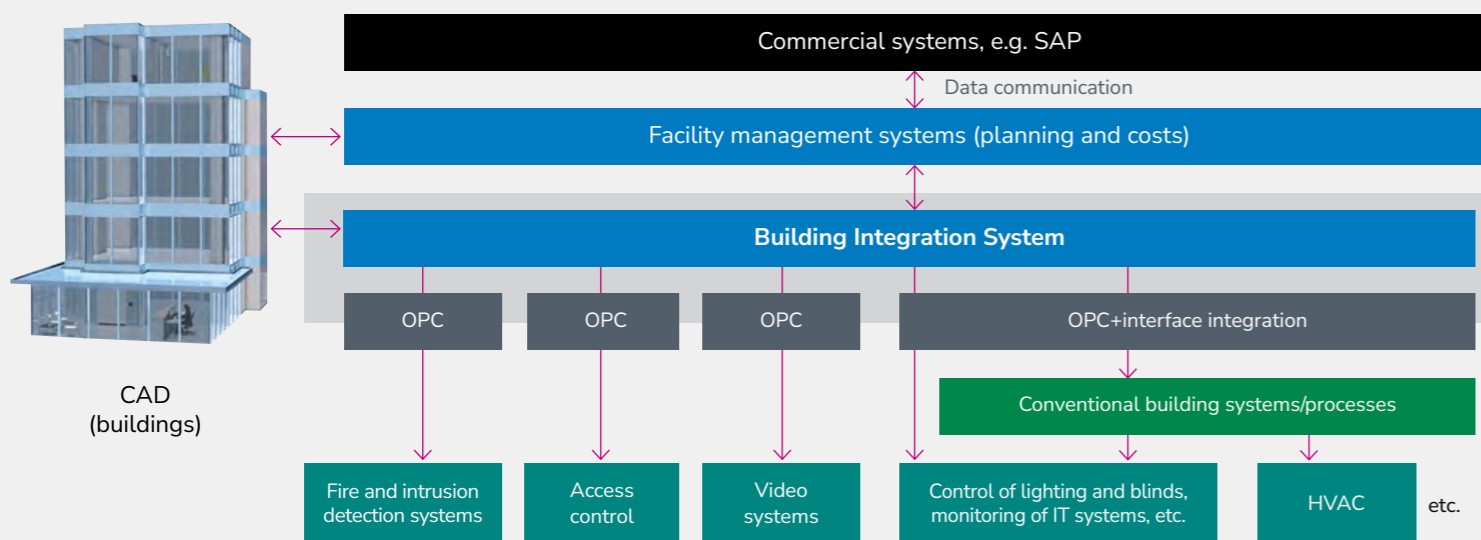 Commercial systems, e.g. SAP
Data communication
Facility management systems (planning and costs)
Building Integration System
OPC
OPC
OPC
OPC+interface integration
CAD
(buildings)
Conventional building systems/processes
Fire and intrusion
detection systems
Access
control
Video
systems
Control of lighting and blinds,
monitoring of IT systems, etc.
HVAC
etc.